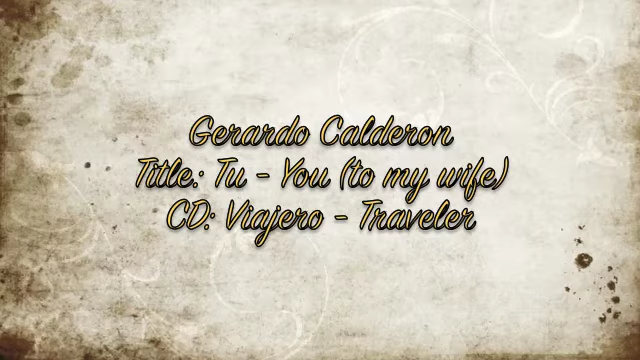 Gerardo Calderon
Title: Tu - You (to my wife)
CD: Viajero - Traveler